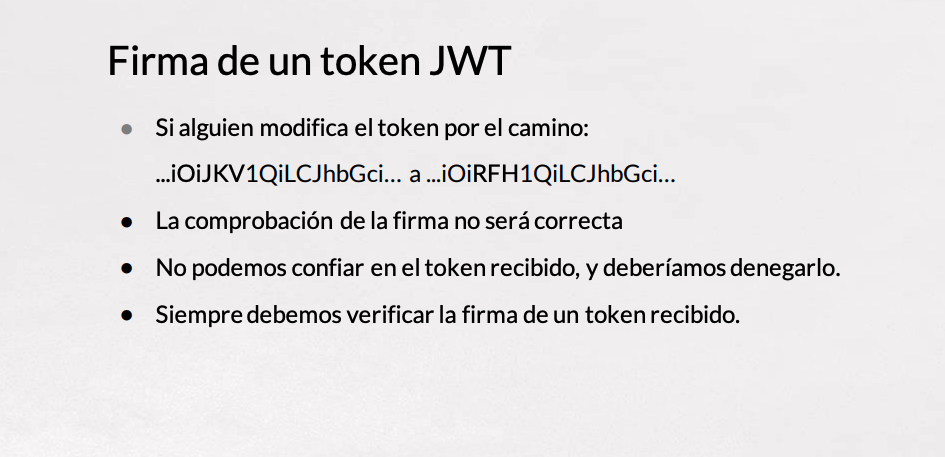 Firma de un token JWT
● Si alguien modifica el token por el camino:
...iOiJKV1QiLCJhbGci... a ...iOiRFH1QiLCJhbGci...
● La comprobación de la firma no será correcta
● No podemos confiar en el token recibido, y deberíamos denegarlo.
● Siempre debemos verificar la firma de un token recibido.